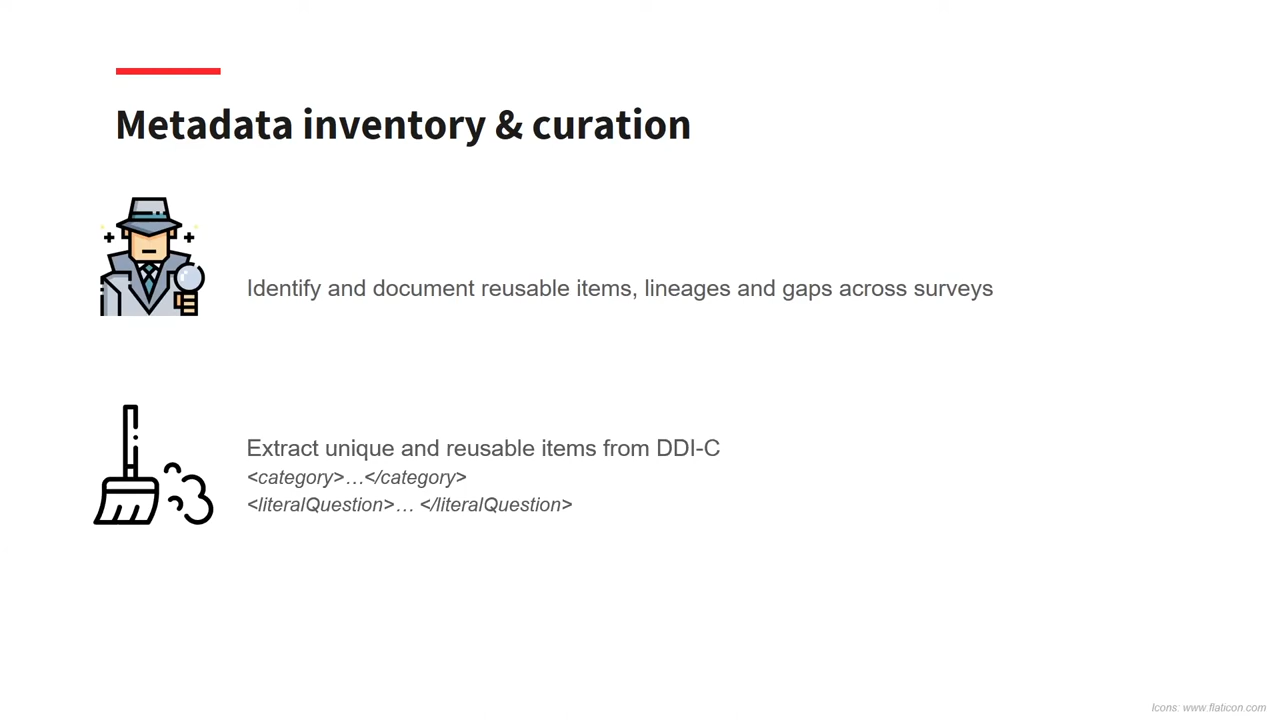 Metadata inventory & curation
Identify and document reusable items, lineages and gaps across surveys
Extract unique and reusable items from DDI-C
<category>…</category>
<literalQuestion>… </literalQuestion>
Icons: www.flaticon.com